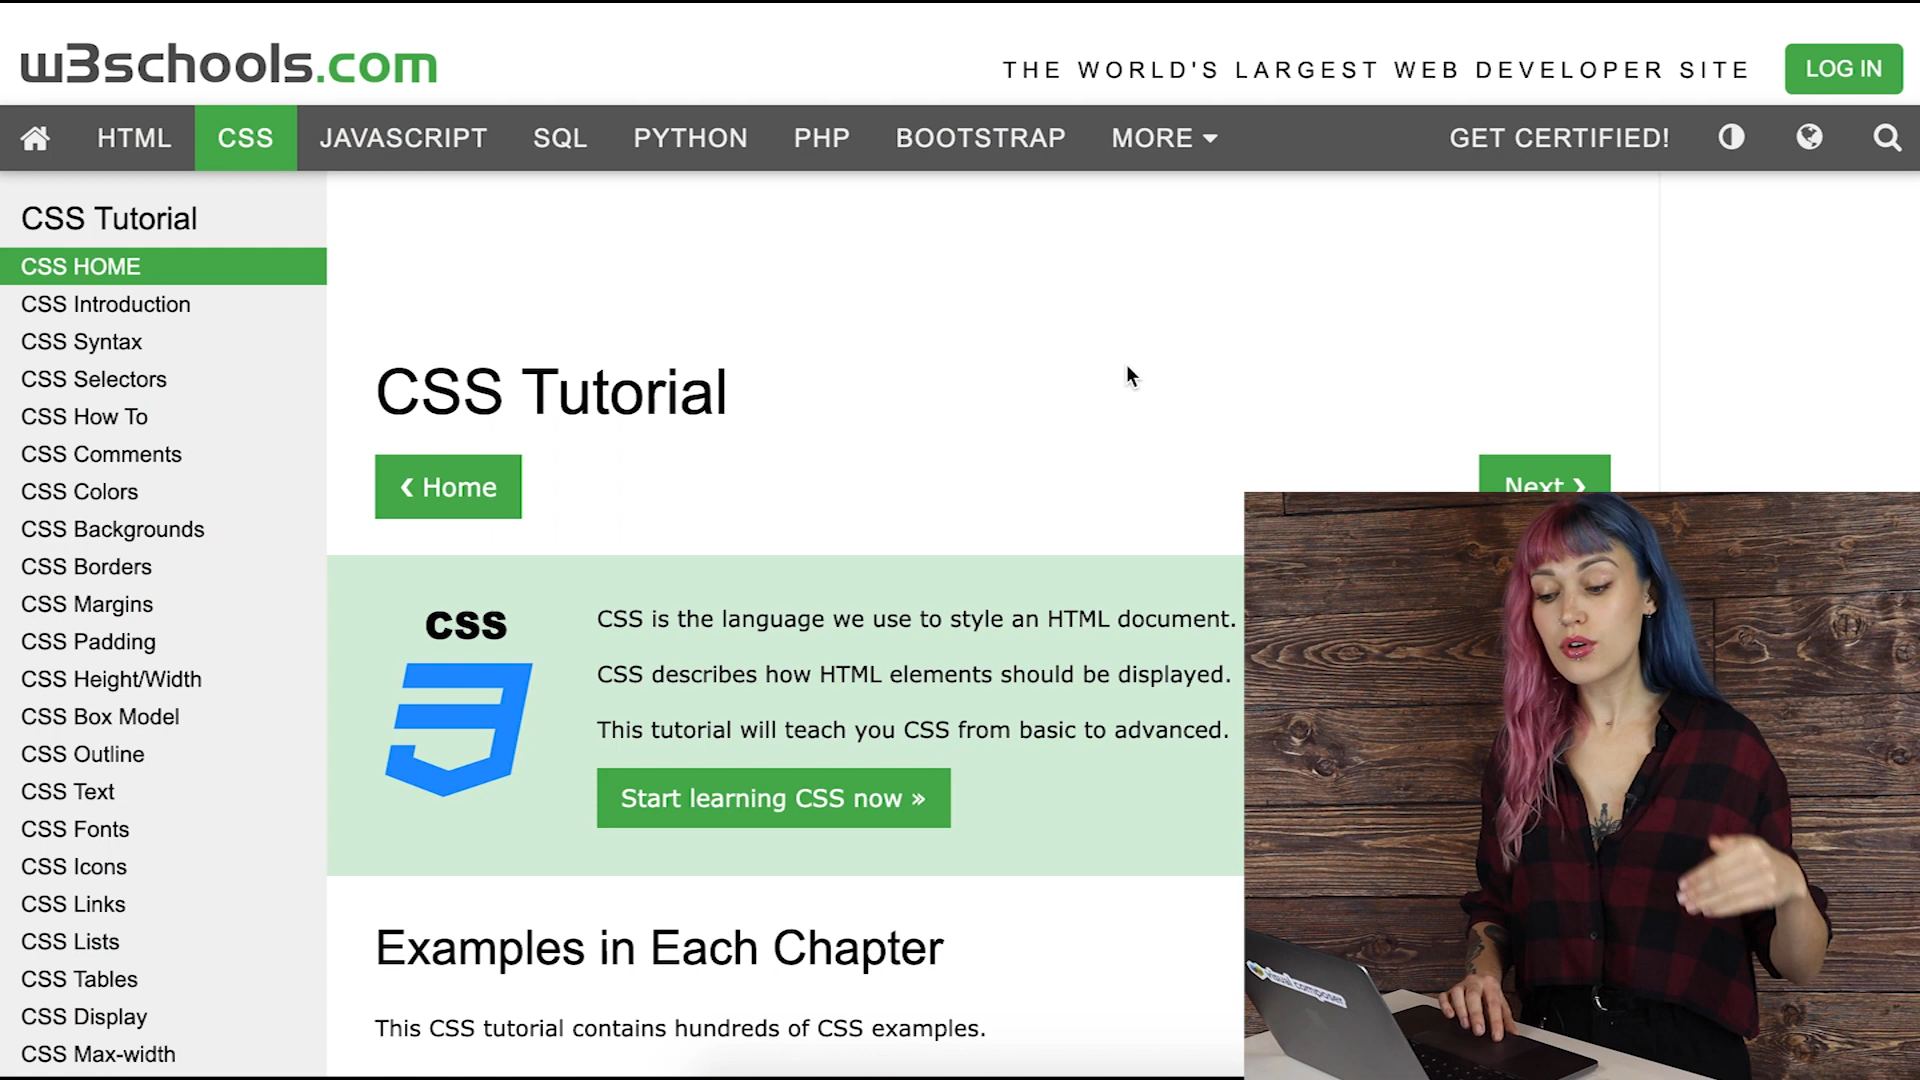 w3schools.com
THE WORLD'S LARGEST WEB DEVELOPER SITE
LOG IN
HTML CSS JAVASCRIPT SQL PYTHON PHP BOOTSTRAP MORE GET CERTIFIED!
CSS Tutorial
CSS HOME
CSS Introduction
CSS Syntax
CSS Selectors
CSS How To
CSS Comments
CSS Colors
CSS Backgrounds
CSS Borders
CSS Margins
CSS Padding
CSS Height/Width
CSS Box Model
CSS Outline
CSS Text
CSS Fonts
CSS Icons
CSS Links
CSS Lists
CSS Tables
CSS Display
CSS Max-width
CSS Tutorial
❮ Home
Next ❯
CSS
CSS is the language we use to style an HTML document.
CSS describes how HTML elements should be displayed.
This tutorial will teach you CSS from basic to advanced.
Start learning CSS now »
Examples in Each Chapter
This CSS tutorial contains hundreds of CSS examples.
visual composer